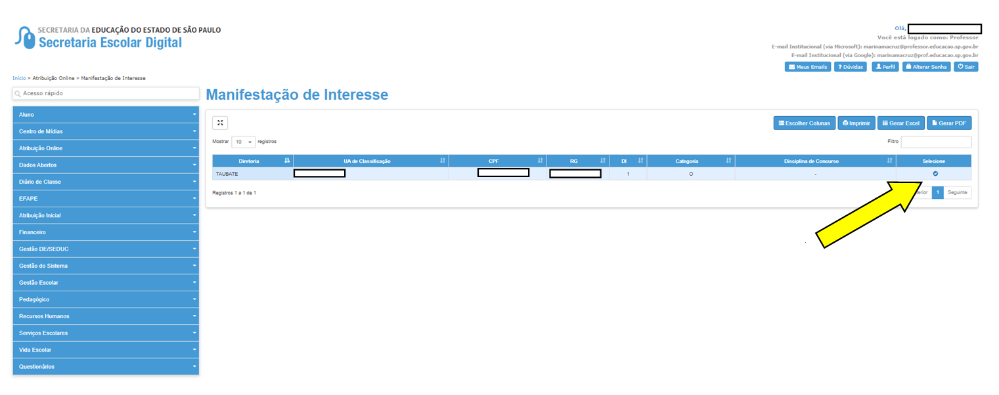 SECRETARIA DA EDUCAÇÃO DO ESTADO DE SÃO PAULO
Secretaria Escolar Digital
Olá,
Você está logado como: Professor
E-mail Institucional (via Microsoft): marinamacruz@professor.educacao.sp.gov.br
E-mail Institucional (via Google): marinamacruz@prof.educacao.sp.gov.br
Meus Emails ? Dúvidas Perfil Alterar Senha Sair
Início » Atribuição Online » Manifestação de Interesse
Acesso rápido
Aluno
Centro de Mídias
Atribuição Online
Dados Abertos
Diário de Classe
EFAPE
Atribuição Inicial
Financeiro
Gestão DE/SEDUC
Gestão do Sistema
Gestão Escolar
Pedagógico
Recursos Humanos
Serviços Escolares
Vida Escolar
Questionários
Manifestação de Interesse
Escolher Colunas Imprimir Gerar Excel Gerar PDF
Mostrar 10 registros
Filtro
Diretoria UA de Classificação CPF RG DI Categoria Disciplina de Concurso Selecione
TAUBATE 1 O -
Registros 1 a 1 de 1
1 Seguinte